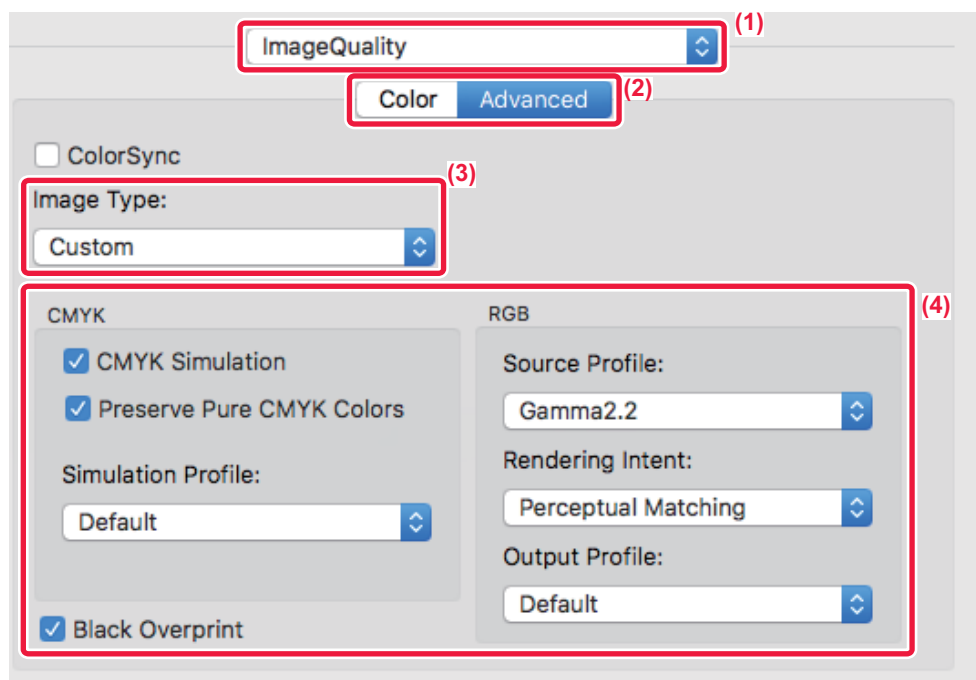 (1)
ImageQuality
(2)
Color Advanced
ColorSync
(3)
Image Type:
Custom
(4)
CMYK
CMYK Simulation
Preserve Pure CMYK Colors
Simulation Profile:
Default
Black Overprint
RGB
Source Profile:
Gamma2.2
Rendering Intent:
Perceptual Matching
Output Profile:
Default